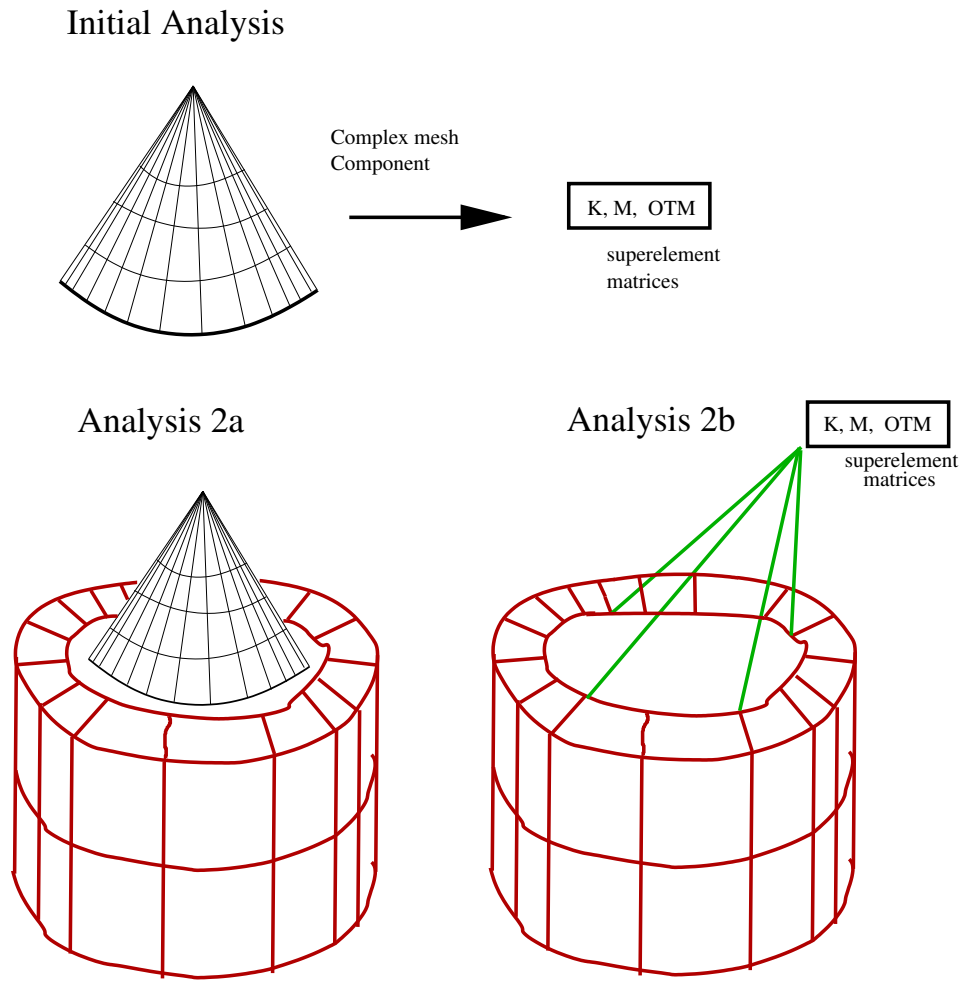 Initial Analysis
Complex mesh
Component
K, M, OTM
superelement
matrices
Analysis 2a
Analysis 2b
K, M, OTM
superelement
matrices